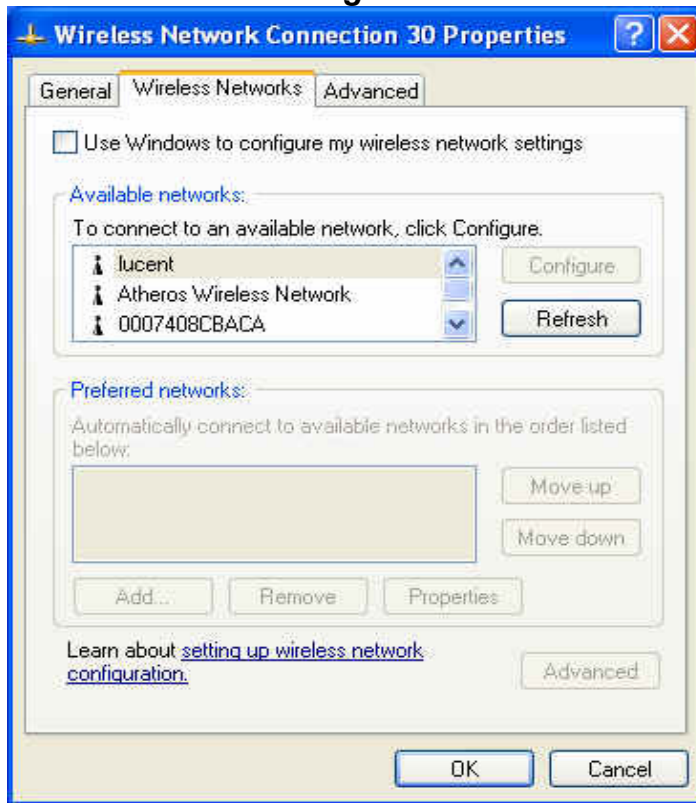 Wireless Network Connection 30 Properties
General Wireless Networks Advanced
Use Windows to configure my wireless network settings
Available networks:
To connect to an available network, click Configure.
lucent
Configure
Atheros Wireless Network
0007408CBACA
Refresh
Preferred networks:
Automatically connect to available networks in the order listed
below:
Move up
Move down
Add... Remove Properties
Learn about setting up wireless network
configuration.
Advanced
OK Cancel